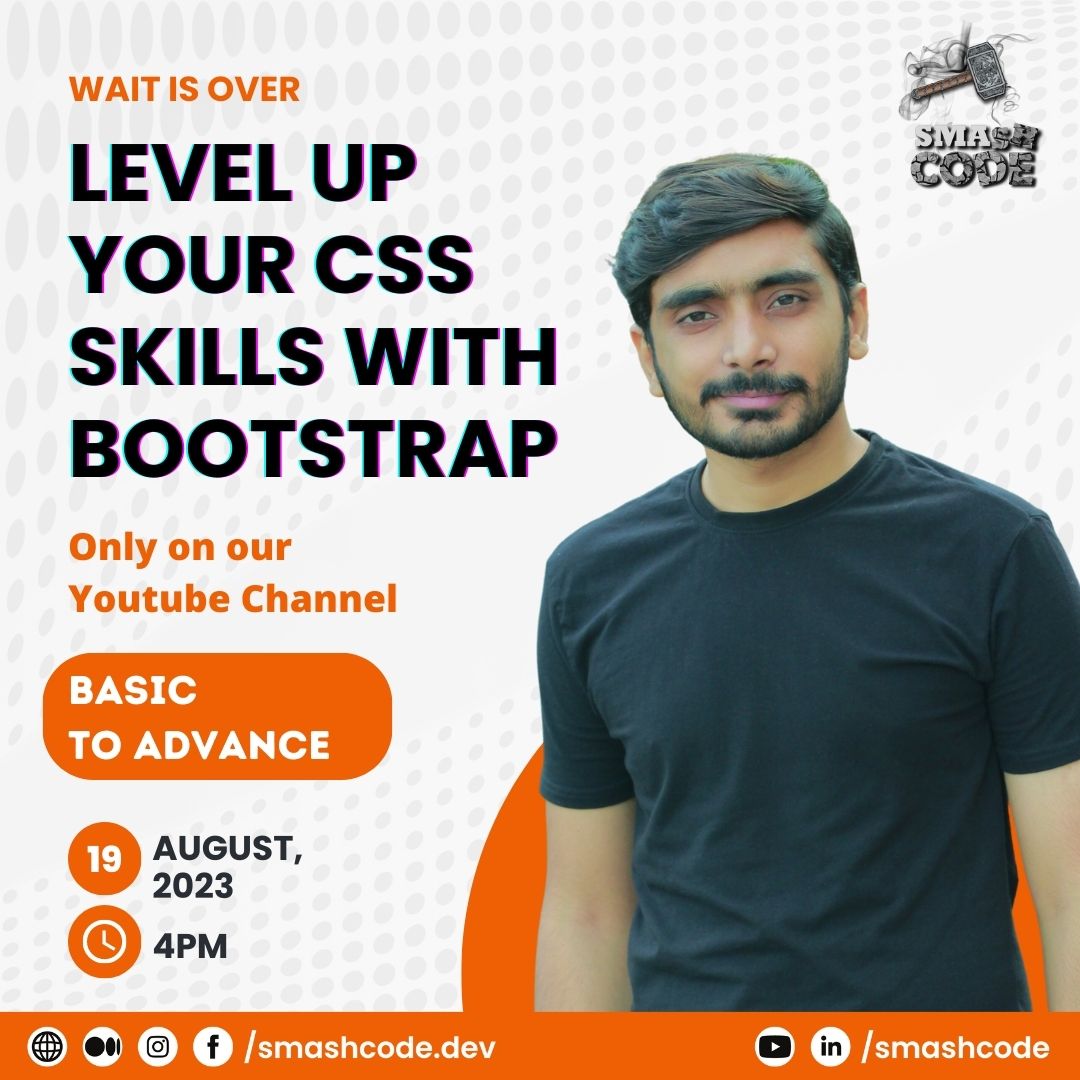 WAIT IS OVER
LEVEL UP
YOUR CSS
SKILLS WITH
BOOTSTRAP
Only on our
Youtube Channel
BASIC
TO ADVANCE
19
AUGUST,
2023
4PM
SMASH
CODE
/smashcode.dev
/smashcode